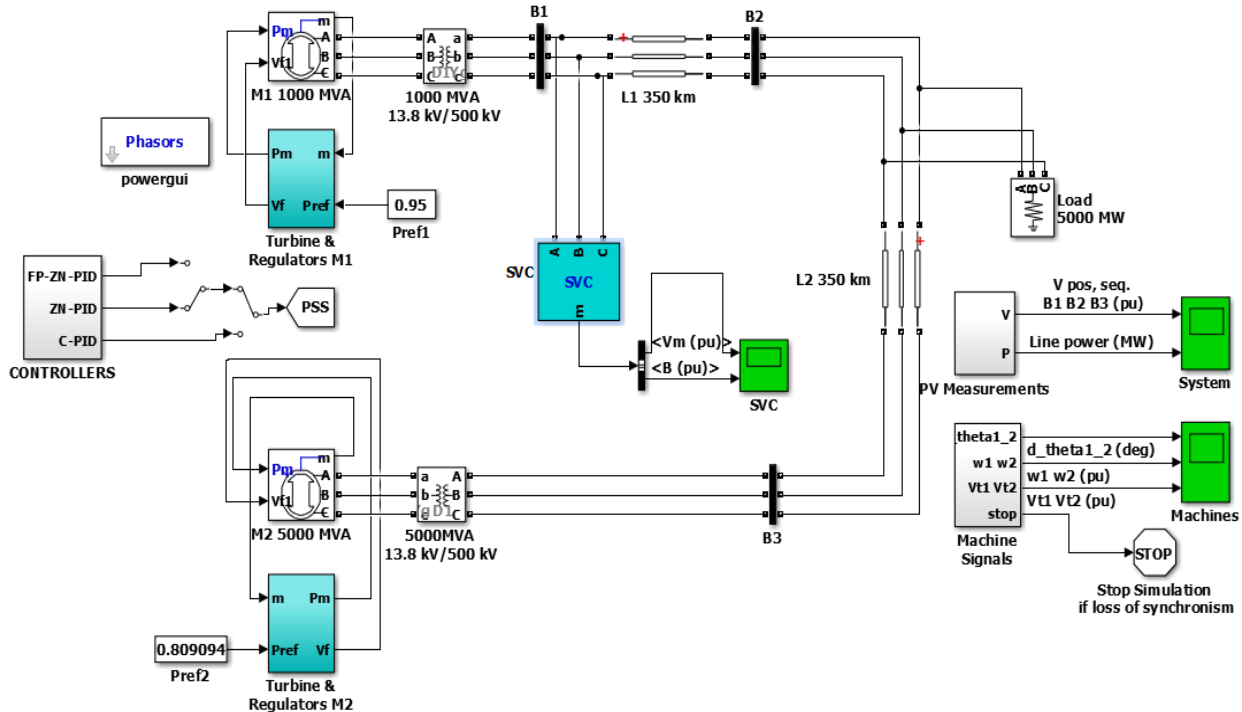 B1
B2
Pm
m
A
Vf1
B
C
M1 1000 MVA
A
a
B
b
C
1000 MVA
13.8 kV/500 kV
L1 350 km
Phasors
powergui
Pm
m
Vf
Pref
0.95
Pref1
Turbine &
Regulators M1
A
B
C
Load
5000 MW
FP-ZN-PID
ZN-PID
C-PID
CONTROLLERS
PSS
SVC
A
B
C
SVC
m
L2 350 km
<Vm (pu)>
<B (pu)>
SVC
V pos, seq.
B1 B2 B3 (pu)
V
Line power (MW)
P
PV Measurements
System
_theta1_2
d_theta1_2 (deg)
w1 w2
w1 w2 (pu)
Vt1 Vt2
Vt1 Vt2 (pu)
stop
Machines
Machine
Signals
STOP
Stop Simulation
if loss of synchronism
Pm
m
A
Vf1
B
C
M2 5000 MVA
a
A
b
B
c
C
5000MVA
13.8 kV/500 kV
B3
m
Pm
Pref
Vf
0.809094
Pref2
Turbine &
Regulators M2